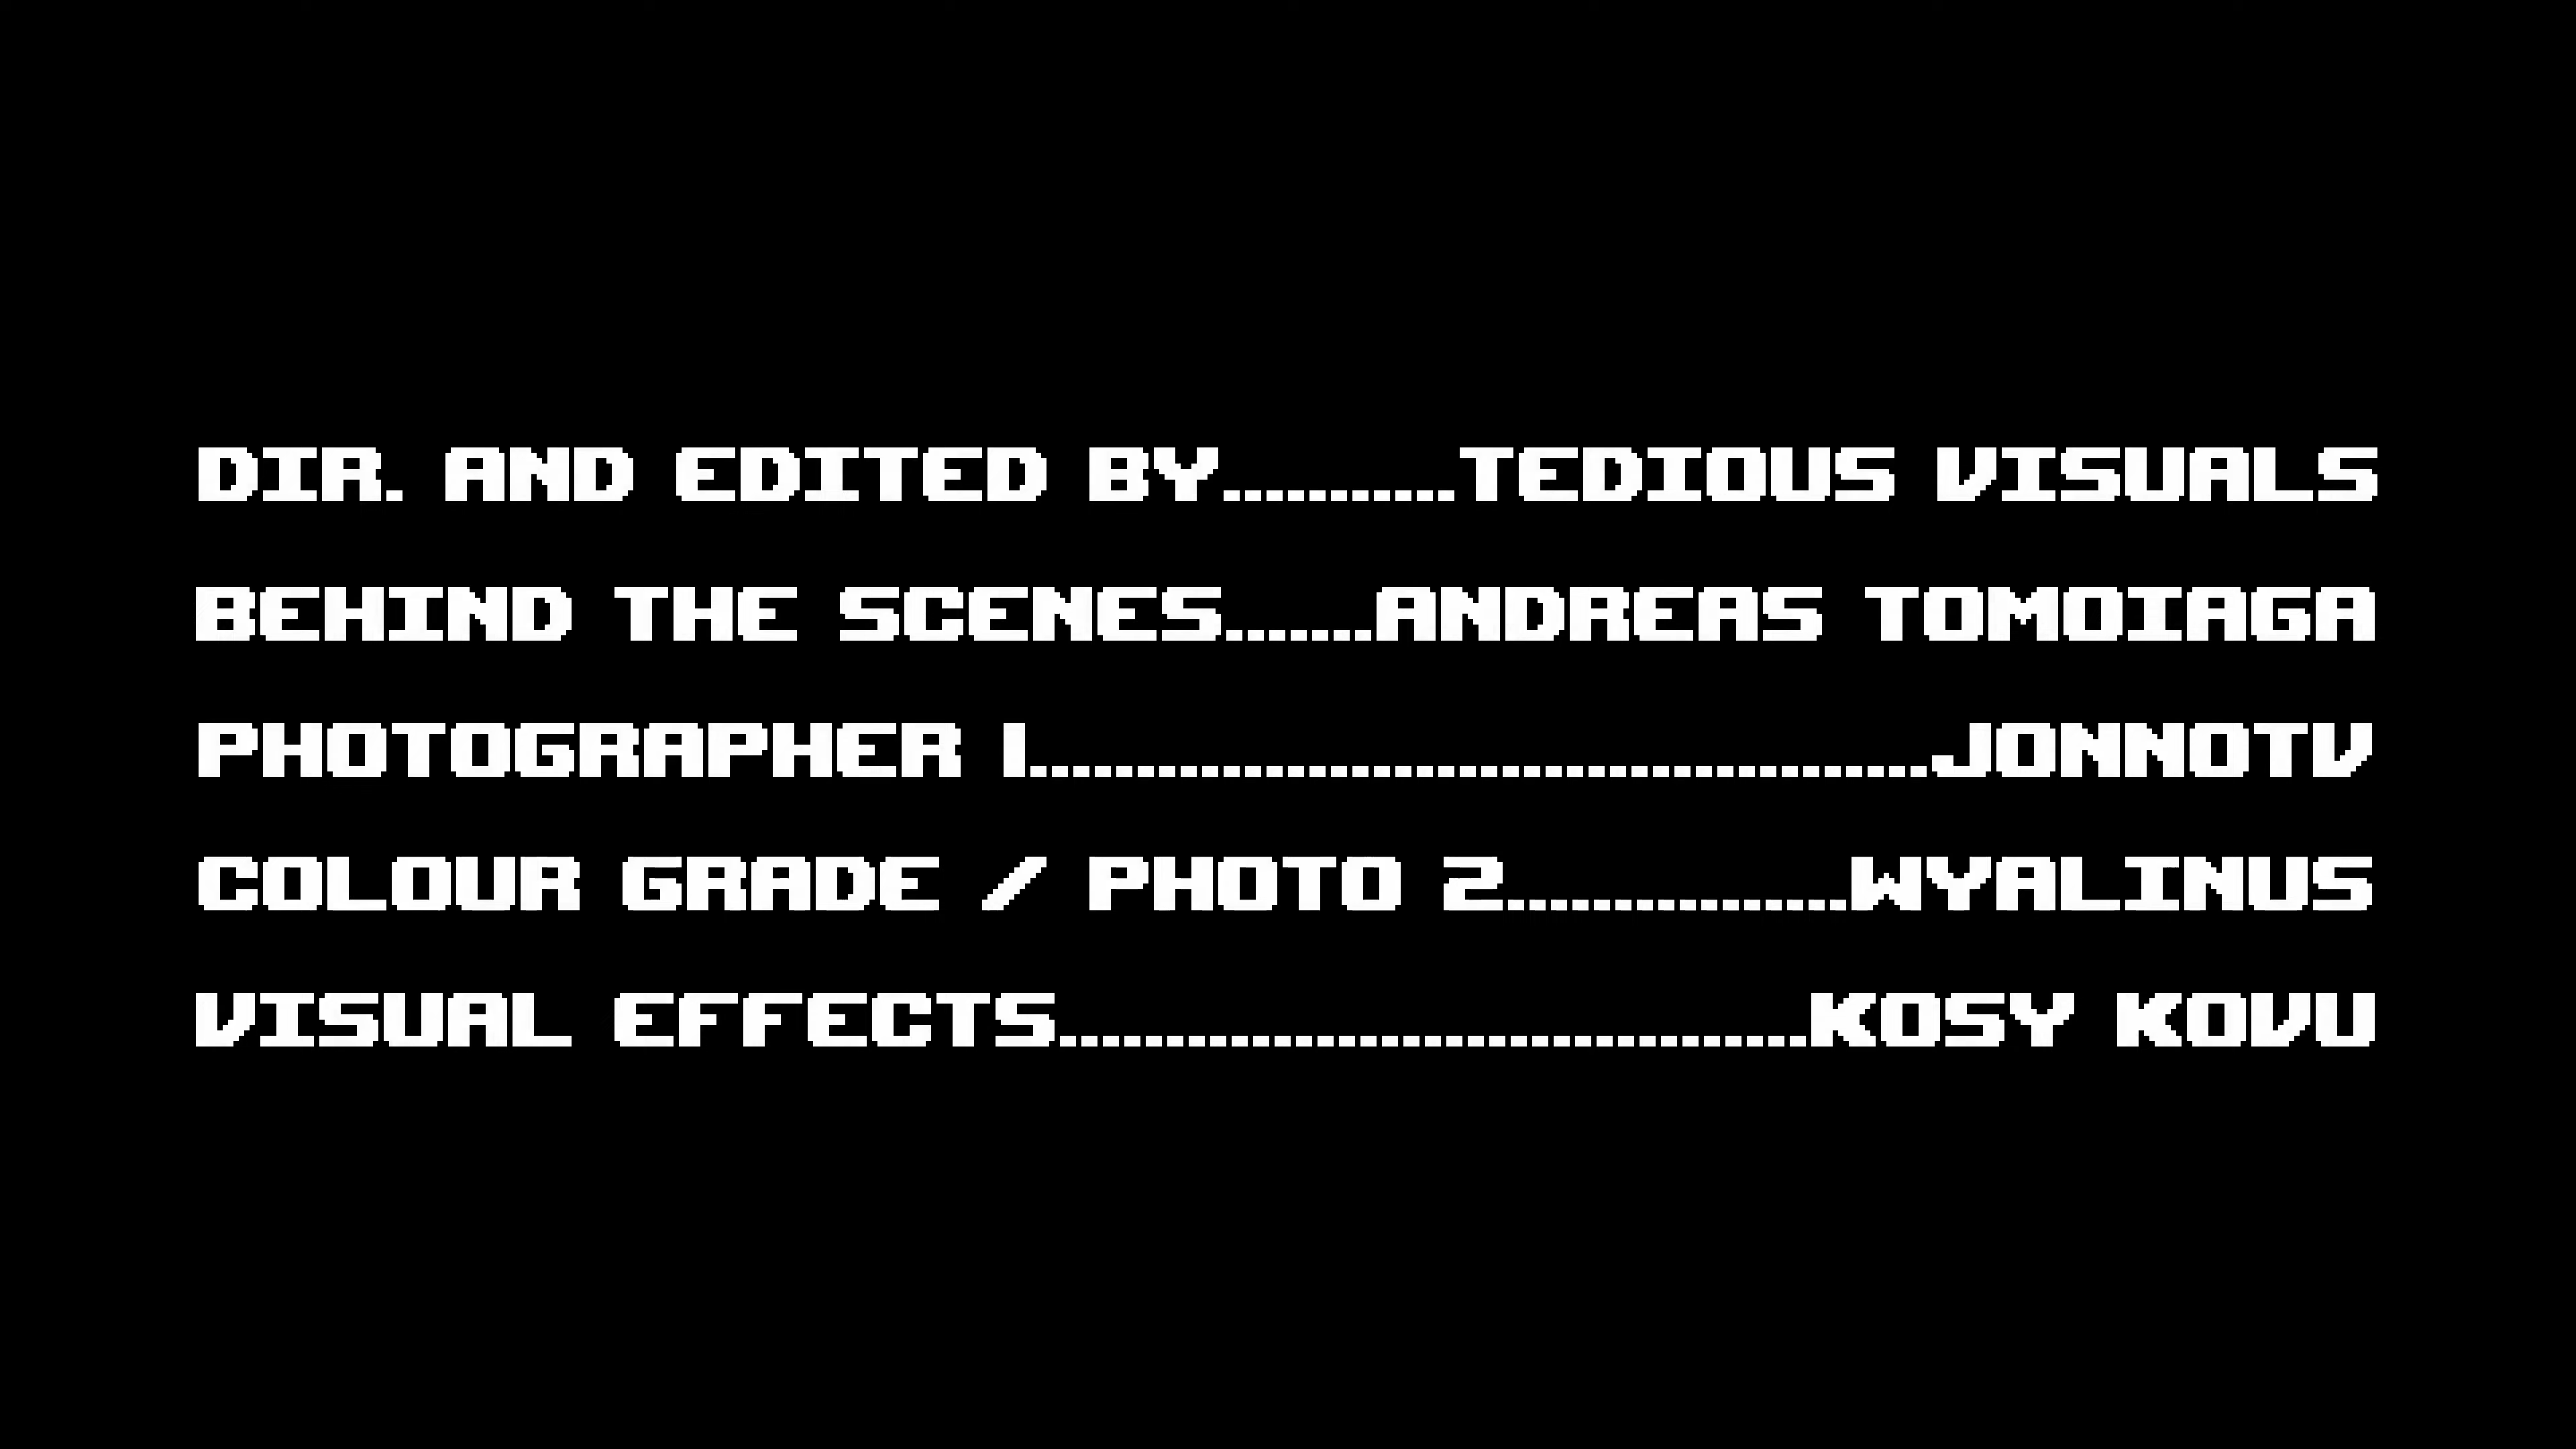 DIR. AND EDITED BY...........TEDIOUS VISUALS
BEHIND THE SCENES.......ANDREAS TOMOIAGA
PHOTOGRAPHER 1..........................................JONNOTV
COLOUR GRADE / PHOTO 2................WYALINUS
VISUAL EFFECTS...................................KOSY KOVU